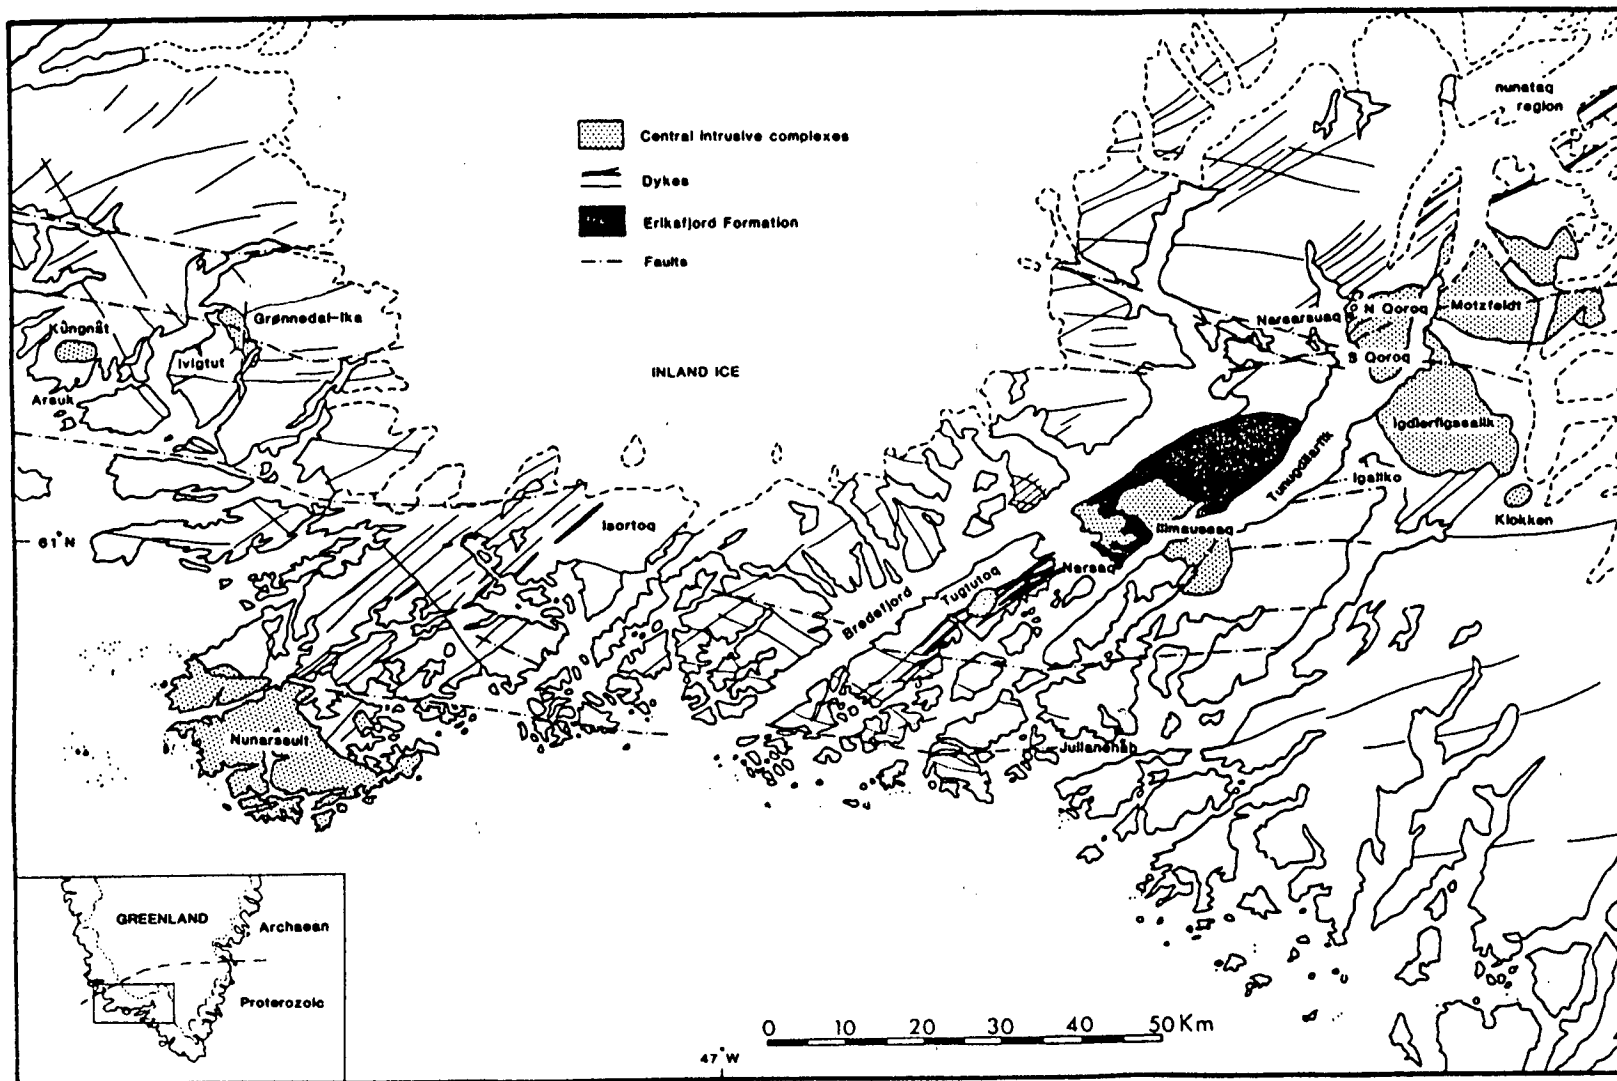 nunataq
region
Central intrusive complexes
Dykes
Eriksfjord Formation
Faults
Kûngnât
Grønnedal-Ika
Ivigtut
Arsuk
INLAND ICE
Narsarsuaq
N Qoroq
Motzfeldt
S Qoroq
Igdlerfigssalik
Tunugdliarfik
Igaliko
Klokken
61°N
Isortoq
Ilimaussaq
Narsaq
Tugtutoq
Bredefjord
Nunarssuit
Julianehåb
GREENLAND
Archaean
Proterozoic
0 10 20 30 40 50 Km
47°W